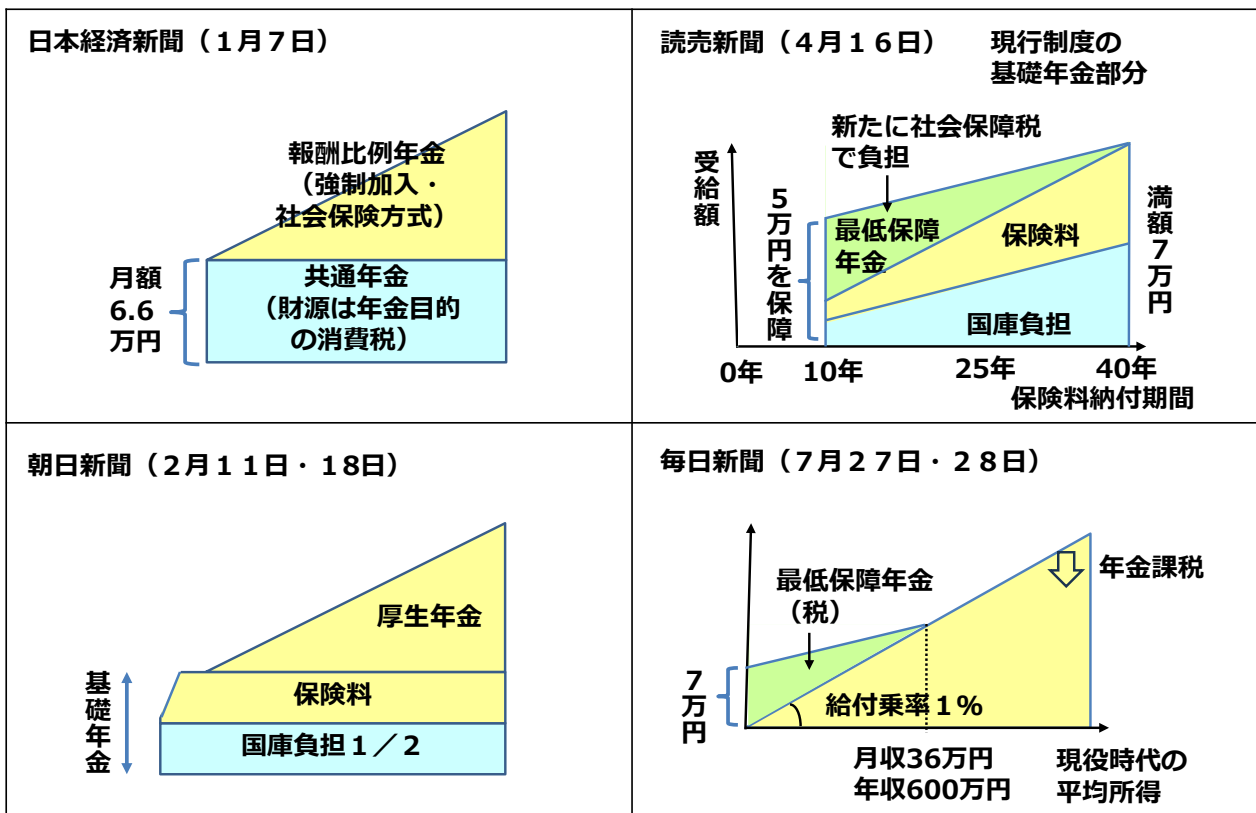 日本経済新聞（１月７日）
報酬比例年金
（強制加入・
社会保険方式）
月額
6.6
万円
共通年金
（財源は年金目的
の消費税）
読売新聞（４月１６日）
現行制度の
基礎年金部分
新たに社会保障税
で負担
受給額
5万円を保障
最低保障
年金
保険料
国庫負担
満額７万円
0年
10年
25年
40年
保険料納付期間
朝日新聞（２月１１日・18日）
厚生年金
基礎年金
保険料
国庫負担１／２
毎日新聞（７月２７日・２８日）
最低保障年金
（税）
年金課税
7万円
給付乗率１％
月収36万円
年収600万円
現役時代の
平均所得